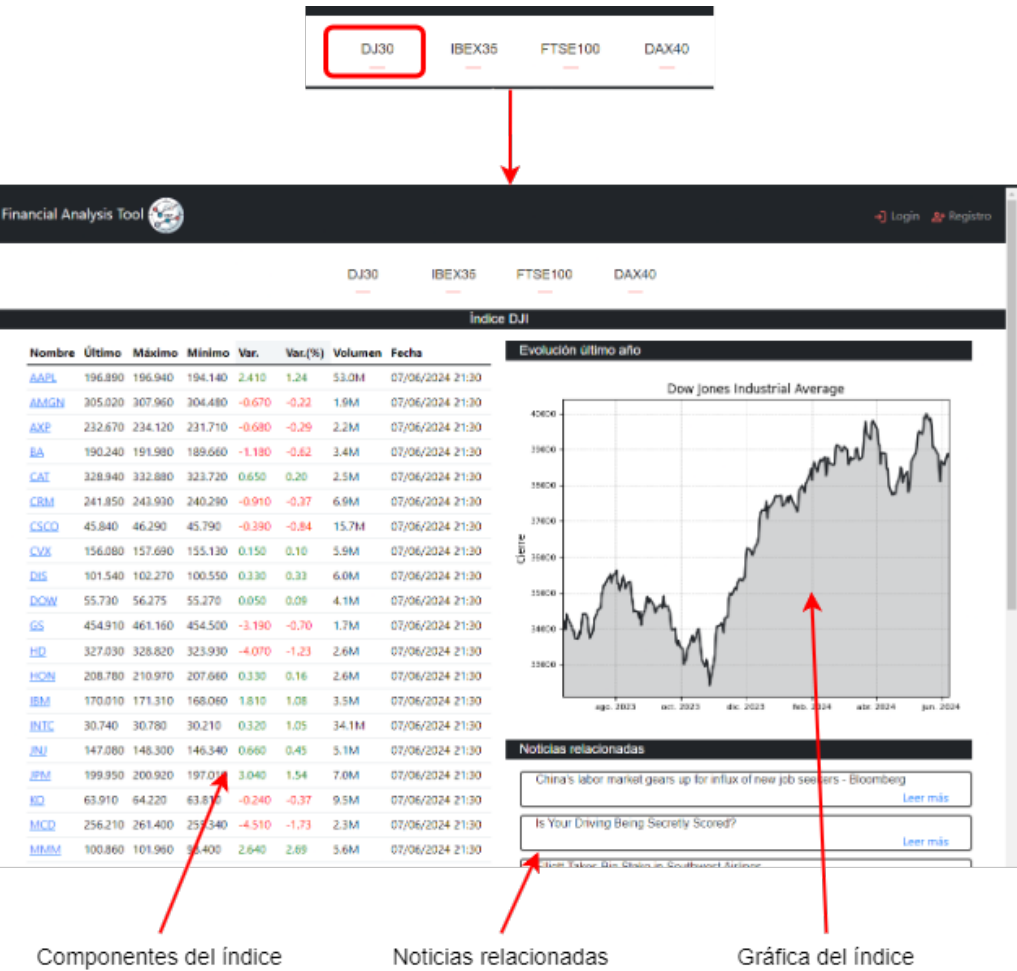 DJ30 IBEX35 FTSE100 DAX40
Financial Analysis Tool
Login Registro
DJ30 IBEX35 FTSE100 DAX40
Índice DJI
Nombre Último Máximo Mínimo Var. Var.(%) Volumen Fecha
AAPL 196.890 196.940 194.140 2.410 1.24 53.0M 07/06/2024 21:30
AMGN 305.020 307.960 304.480 -0.670 -0.22 1.9M 07/06/2024 21:30
AXP 232.670 234.120 231.710 -0.680 -0.29 2.2M 07/06/2024 21:30
BA 190.240 191.980 189.660 -1.180 -0.62 3.4M 07/06/2024 21:30
CAT 328.940 332.880 323.720 0.650 0.20 2.5M 07/06/2024 21:30
CRM 241.850 243.930 240.290 -0.910 -0.37 6.9M 07/06/2024 21:30
CSCO 45.840 46.290 45.790 -0.390 -0.84 15.7M 07/06/2024 21:30
CVX 156.080 157.690 155.130 0.150 0.10 5.9M 07/06/2024 21:30
DIS 101.540 102.270 100.550 0.330 0.33 6.0M 07/06/2024 21:30
DOW 55.730 56.275 55.270 0.050 0.09 4.1M 07/06/2024 21:30
GS 454.910 461.160 454.500 -3.190 -0.70 1.7M 07/06/2024 21:30
HD 327.030 328.820 323.930 -4.070 -1.23 2.6M 07/06/2024 21:30
HON 208.780 210.970 207.660 0.330 0.16 2.6M 07/06/2024 21:30
IBM 170.010 171.310 168.060 1.810 1.08 3.5M 07/06/2024 21:30
INTC 30.740 30.780 30.210 0.320 1.05 34.1M 07/06/2024 21:30
JNJ 147.080 148.300 146.340 0.660 0.45 5.1M 07/06/2024 21:30
JPM 199.950 200.920 197.010 3.040 1.54 7.0M 07/06/2024 21:30
KO 63.910 64.220 63.810 -0.240 -0.37 9.5M 07/06/2024 21:30
MCD 256.210 261.400 -4.510 -1.73 2.3M 07/06/2024 21:30
MMM 100.860 101.960 2.640 2.69 5.6M 07/06/2024 21:30
Evolución último año
Dow Jones Industrial Average
Cierre
40000
39000
38000
37000
36000
35000
34000
33000
ago. 2023 oct. 2023 dic. 2023 feb. 2024 abr. 2024 jun. 2024
Noticias relacionadas
China's labor market gears up for influx of new job seekers - Bloomberg
Leer más
Is Your Driving Being Secretly Scored?
Leer más
Elliott Takes Big Stake in Southwest Airlines
Componentes del índice Noticias relacionadas Gráfica del índice